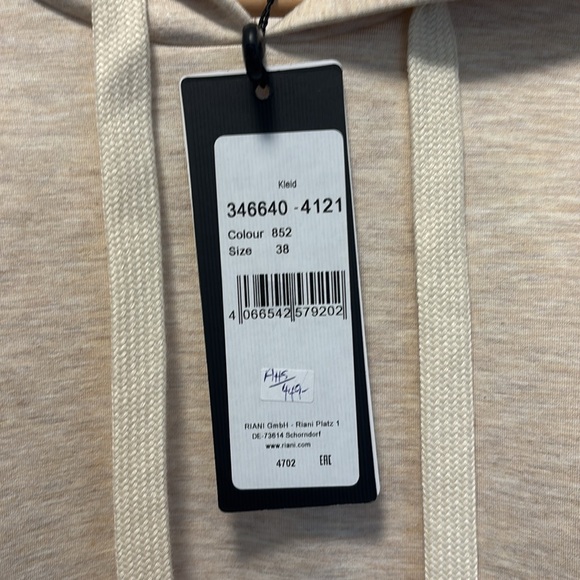 Kleid
346640 - 4121
Colour 852
Size 38
4 066542 579202
449-
RIANI GmbH - Riani Platz 1
DE-73614 Schorndorf
www.riani.com
4702 EAC